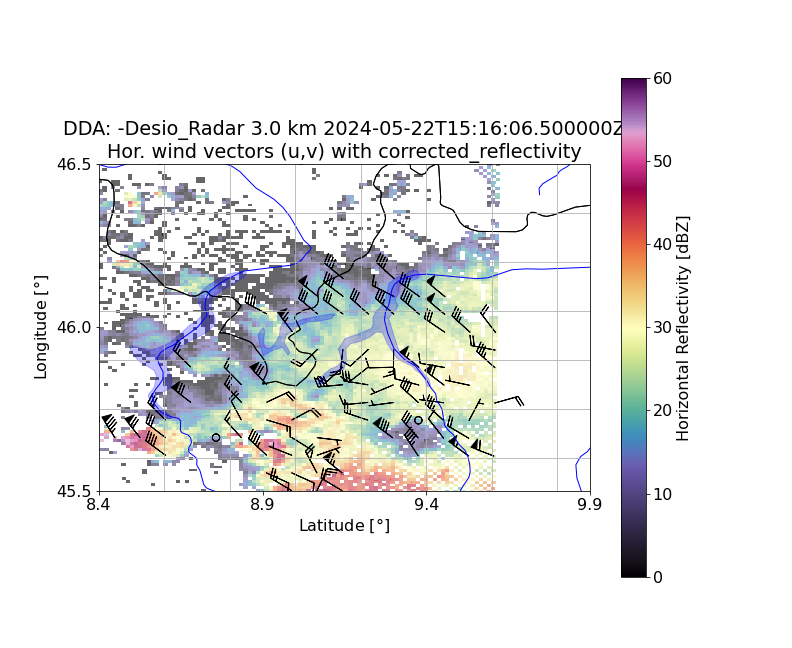 DDA: -Desio_Radar 3.0 km 2024-05-22T15:16:06.500000Z
Hor. wind vectors (u,v) with corrected_reflectivity
46.5
46.0
45.5
Longitude [°]
8.4 8.9 9.4 9.9
Latitude [°]
60
50
40
30
20
10
0
Horizontal Reflectivity [dBZ]